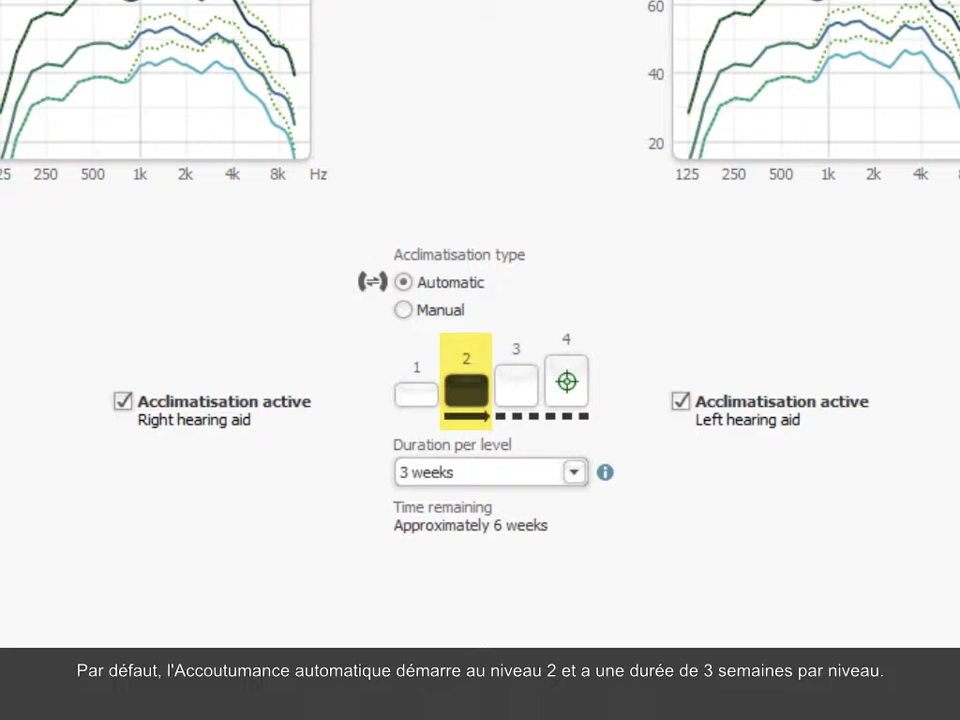 60
40
20
25 250 500 1k 2k 4k 8k Hz
125 250 500 1k 2k 4k
Acclimatisation type
Automatic
Manual
1 2 3 4
Acclimatisation active
Right hearing aid
Acclimatisation active
Left hearing aid
Duration per level
3 weeks
Time remaining
Approximately 6 weeks
Par défaut, l'Accoutumance automatique démarre au niveau 2 et a une durée de 3 semaines par niveau.